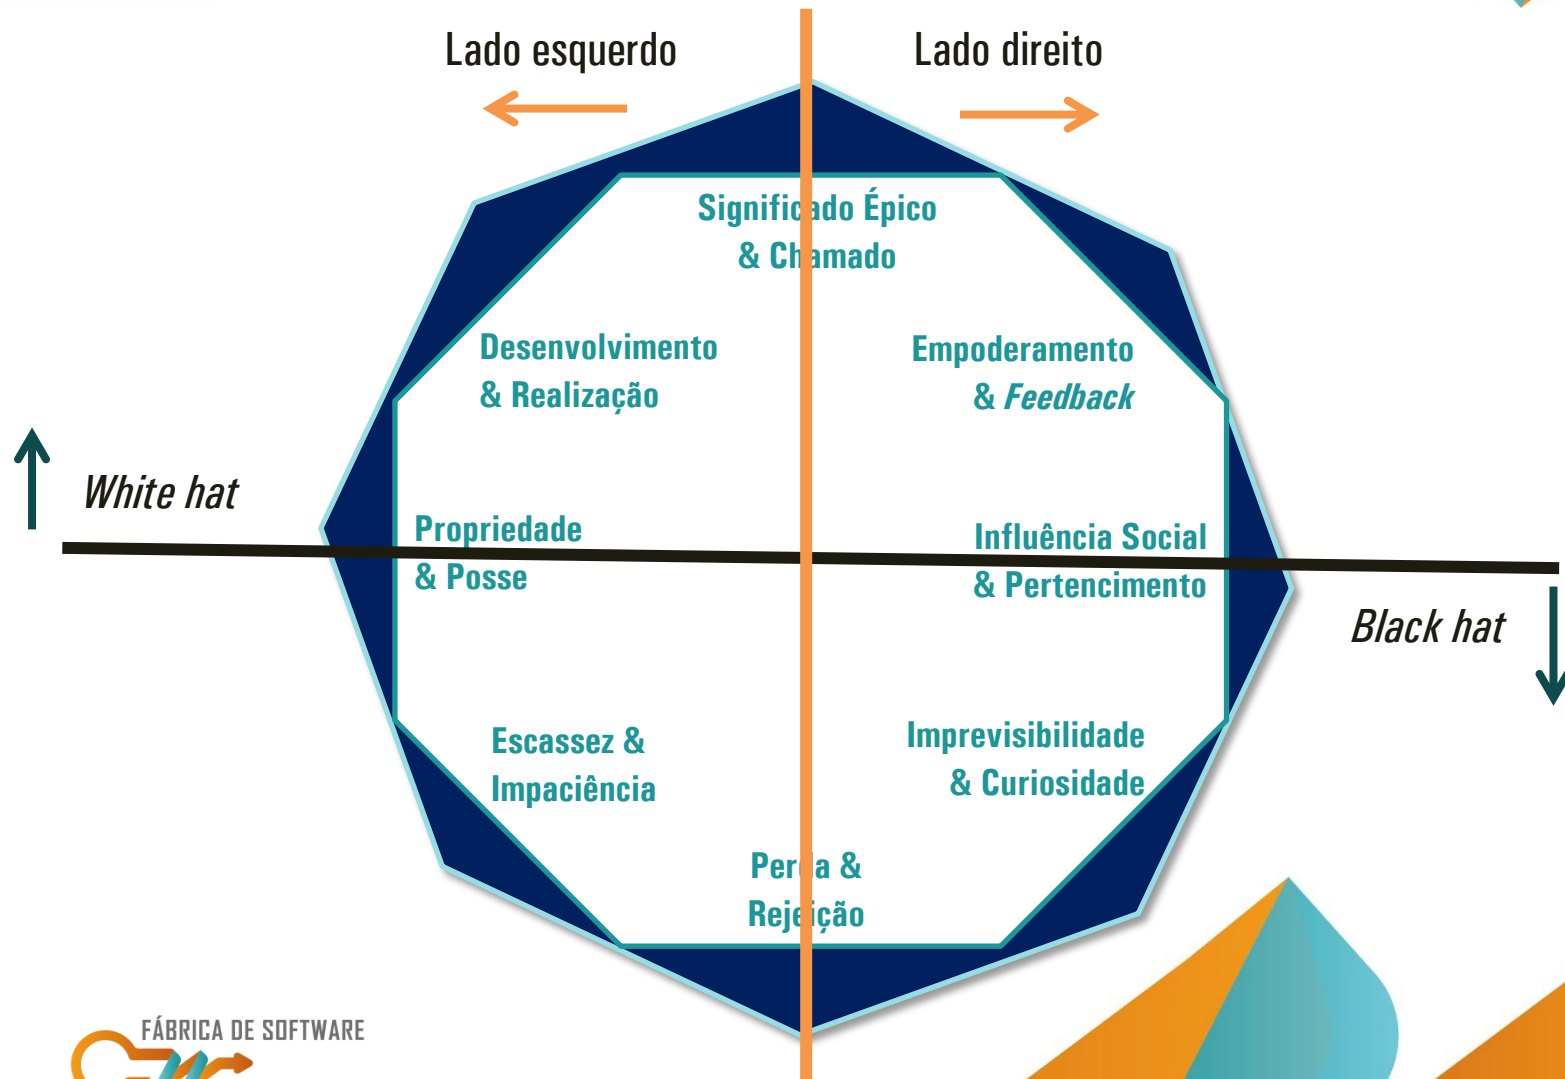 Lado esquerdo
Lado direito
Significado Épico
& Chamado
Desenvolvimento
& Realização
Empoderamento
& Feedback
White hat
Propriedade
& Posse
Influência Social
& Pertencimento
Black hat
Escassez &
Impaciência
Imprevisibilidade
& Curiosidade
Perda &
Rejeição
FÁBRICA DE SOFTWARE